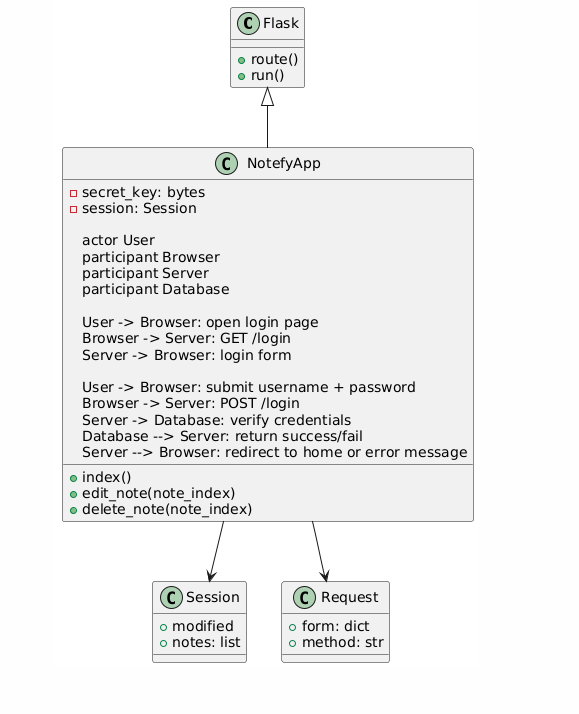 C Flask
route()
run()
C NotefyApp
secret_key: bytes
session: Session
actor User
participant Browser
participant Server
participant Database
User -> Browser: open login page
Browser -> Server: GET /login
Server -> Browser: login form
User -> Browser: submit username + password
Browser -> Server: POST /login
Server -> Database: verify credentials
Database --> Server: return success/fail
Server --> Browser: redirect to home or error message
index()
edit_note(note_index)
delete_note(note_index)
C Session
modified
notes: list
C Request
form: dict
method: str